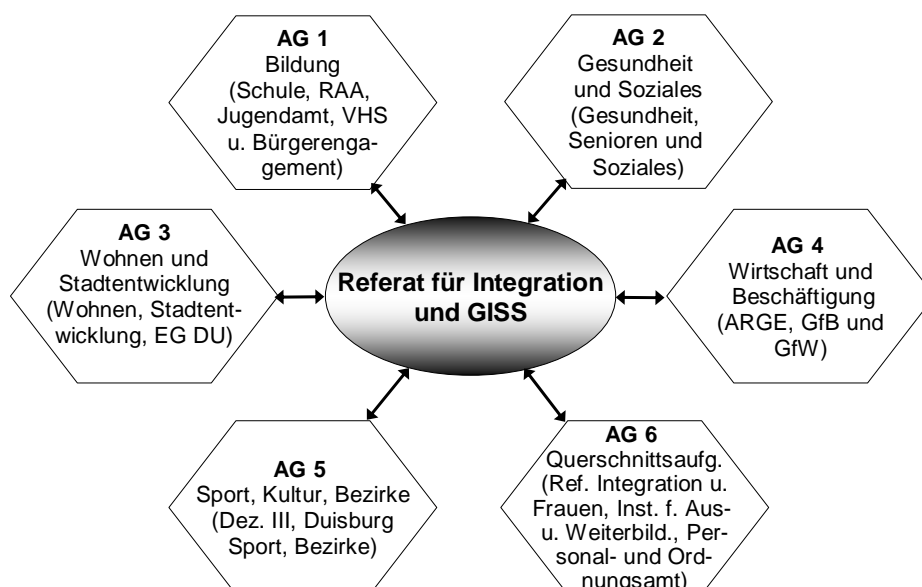 AG 1
Bildung
(Schule, RAA,
Jugendamt, VHS
u. Bürgerenga-
gement)
AG 2
Gesundheit
und Soziales
(Gesundheit,
Senioren und
Soziales)
AG 3
Wohnen und
Stadtentwicklung
(Wohnen, Stadtent-
wicklung, EG DU)
Referat für Integration
und GISS
AG 4
Wirtschaft und
Beschäftigung
(ARGE, GfB und
GfW)
AG 5
Sport, Kultur, Bezirke
(Dez. III, Duisburg
Sport, Bezirke)
AG 6
Querschnittsaufg.
(Ref. Integration u.
Frauen, Inst. f. Aus-
u. Weiterbild., Per-
sonal- und Ord-
nungsamt)